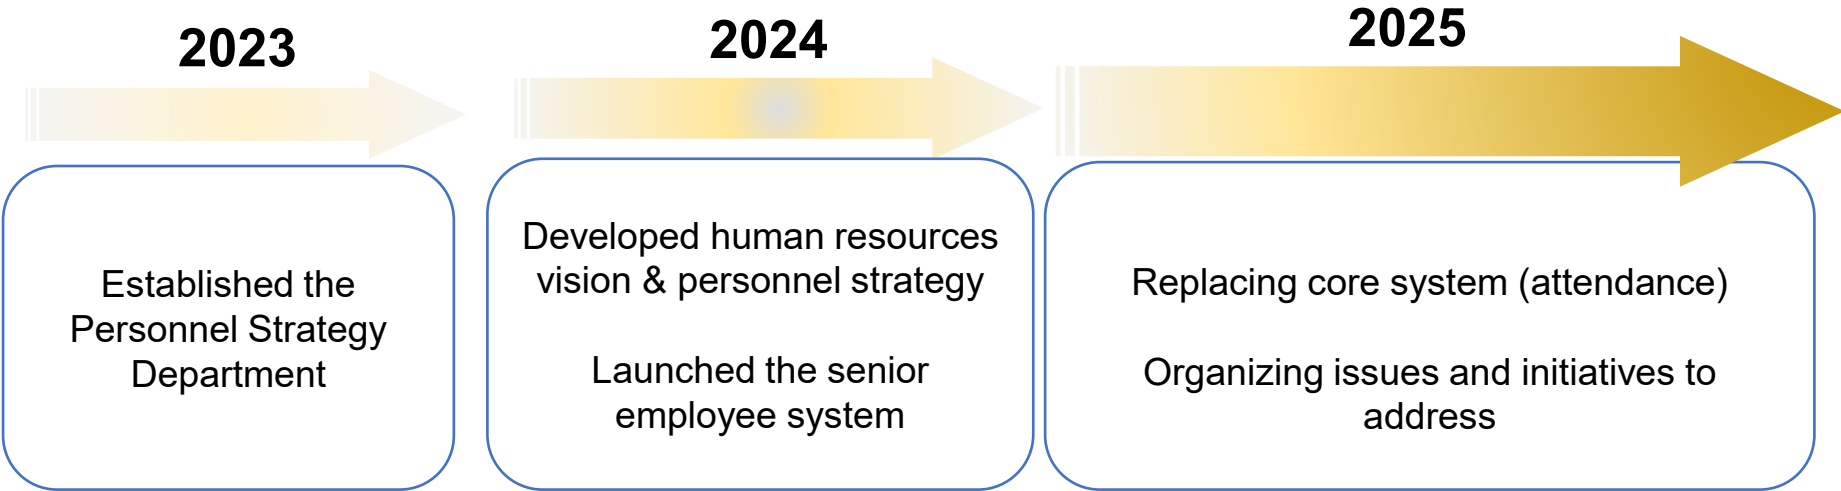 2023
Established the
Personnel Strategy
Department
2024
Developed human resources
vision & personnel strategy
Launched the senior
employee system
2025
Replacing core system (attendance)
Organizing issues and initiatives to
address